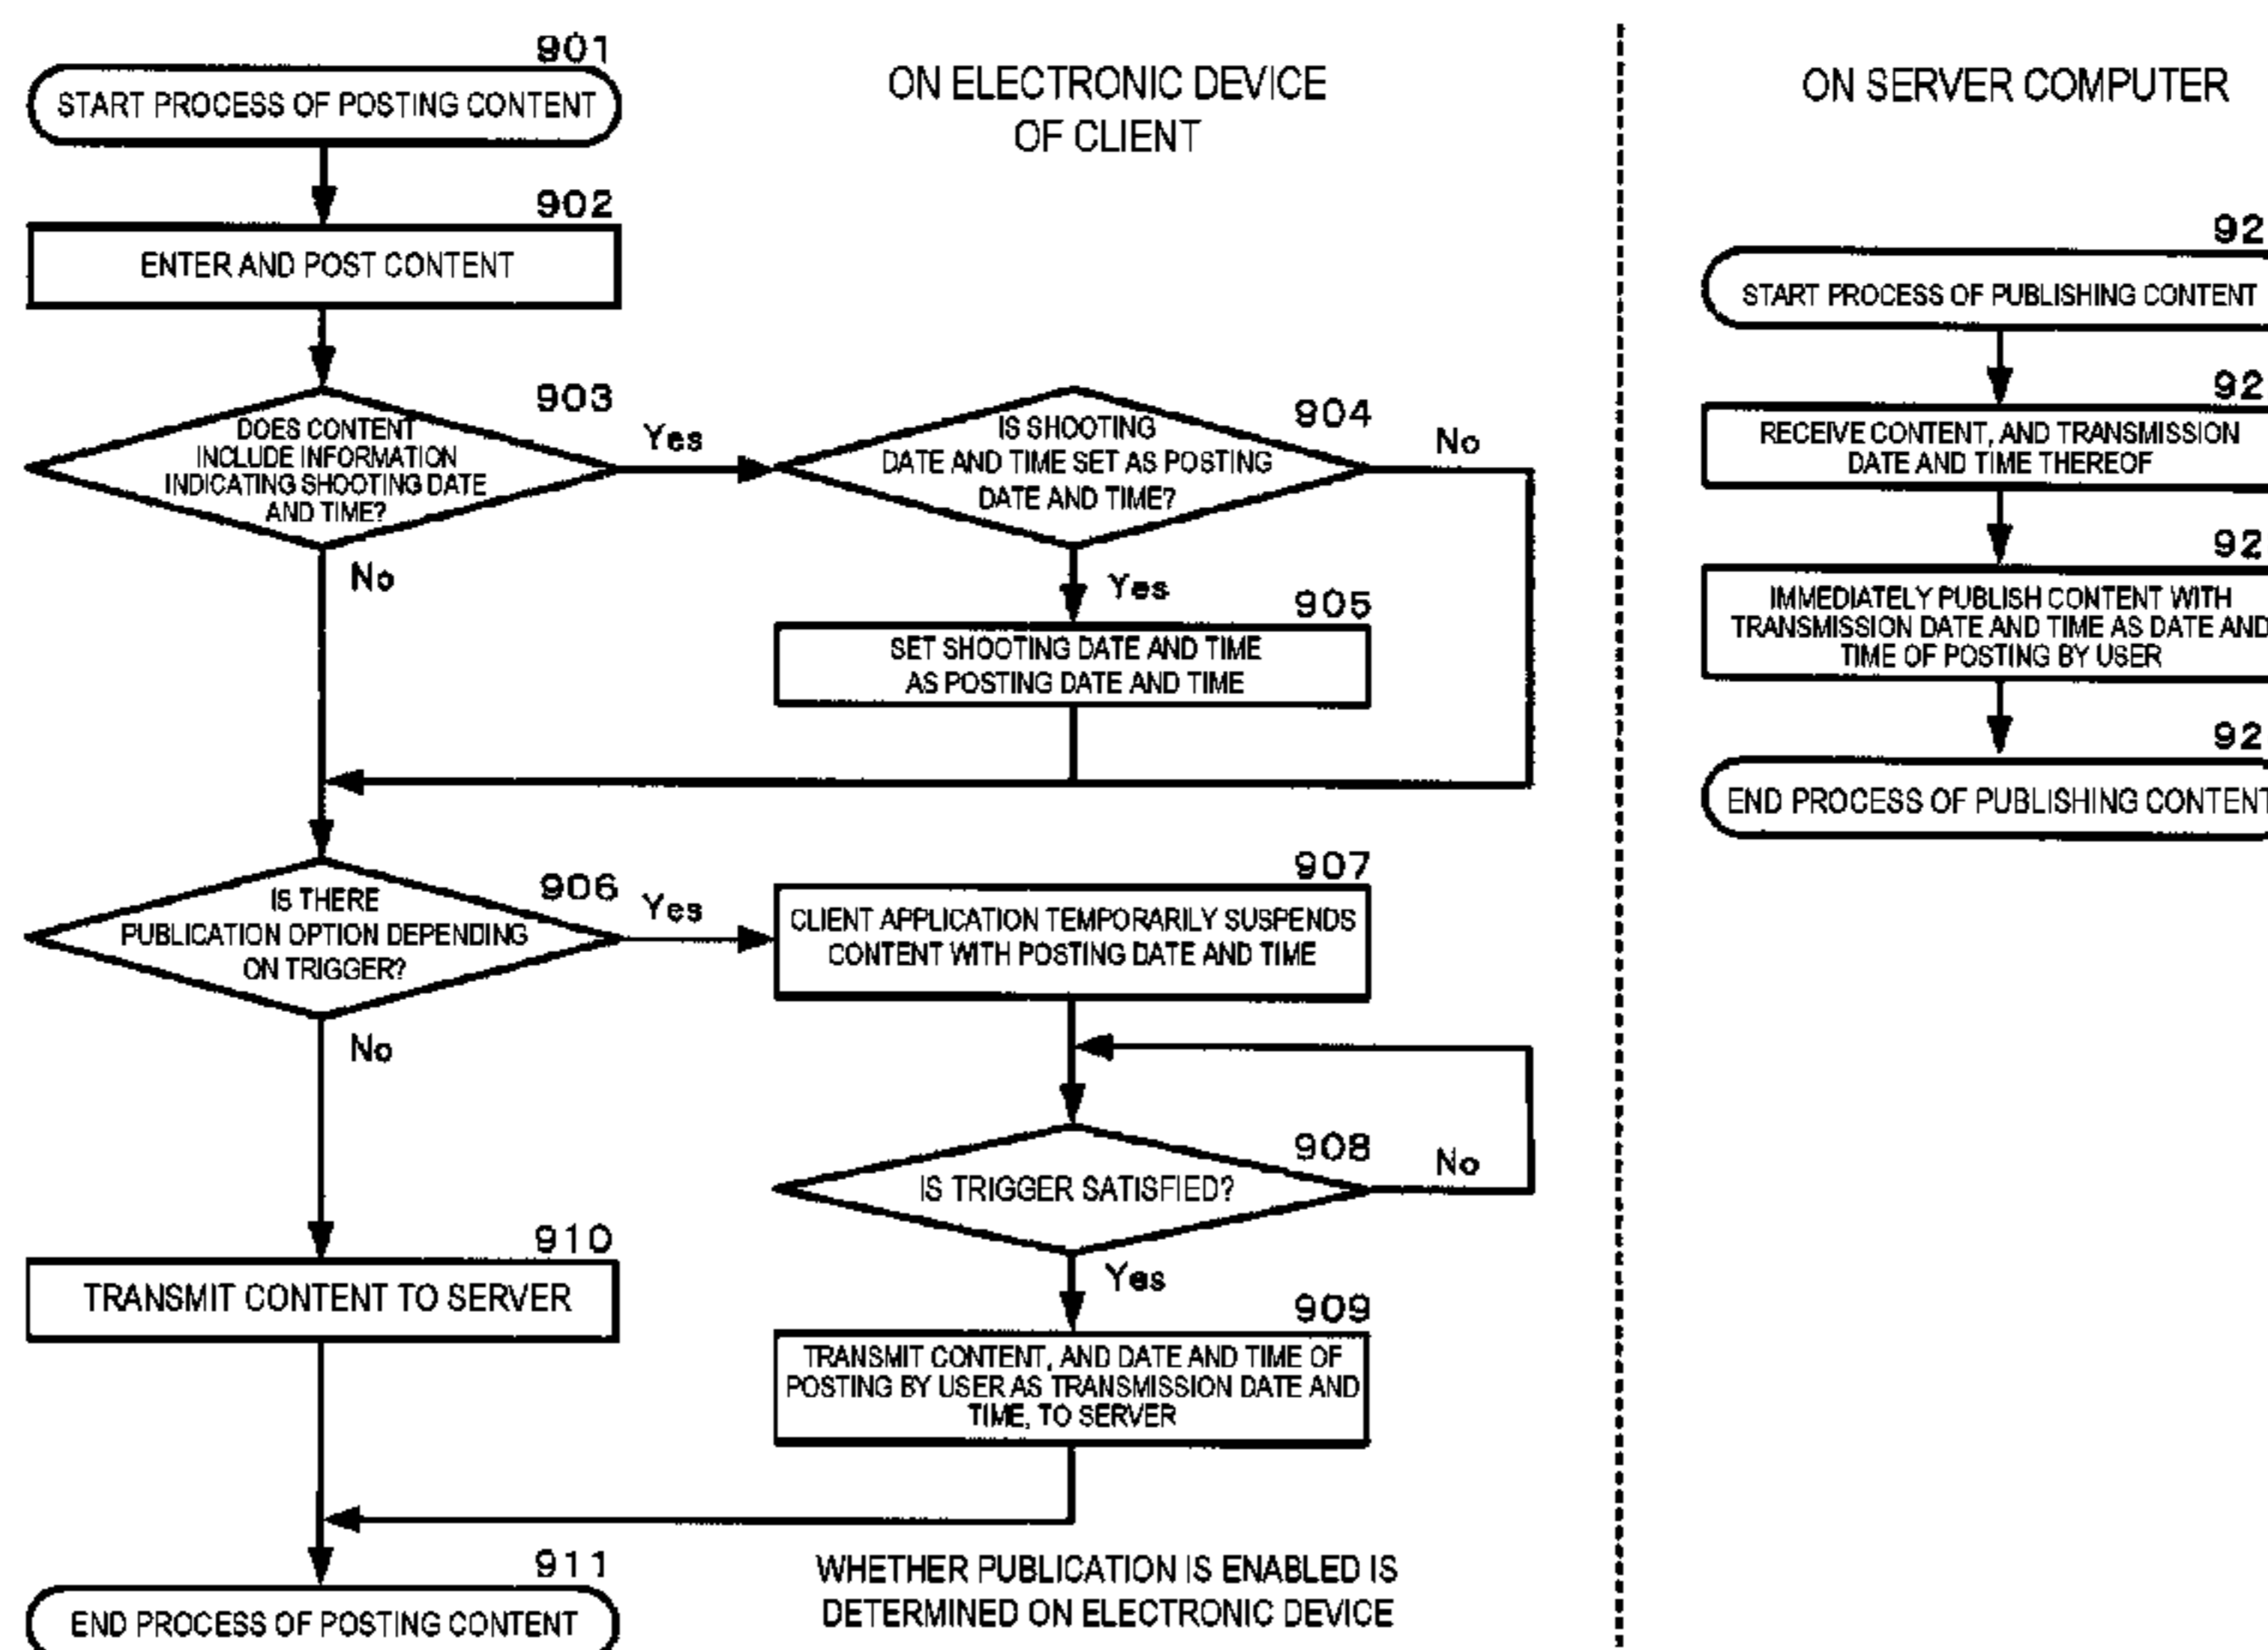 901
START PROCESS OF POSTING CONTENT
ON ELECTRONIC DEVICE
OF CLIENT
902
ENTER AND POST CONTENT
903
DOES CONTENT
INCLUDE INFORMATION
INDICATING SHOOTING DATE
AND TIME?
Yes
No
904
IS SHOOTING
DATE AND TIME SET AS POSTING
DATE AND TIME?
No
Yes
905
SET SHOOTING DATE AND TIME
AS POSTING DATE AND TIME
906
IS THERE
PUBLICATION OPTION DEPENDING
ON TRIGGER?
Yes
No
907
CLIENT APPLICATION TEMPORARILY SUSPENDS
CONTENT WITH POSTING DATE AND TIME
908
IS TRIGGER SATISFIED?
No
Yes
909
TRANSMIT CONTENT, AND DATE AND TIME OF
POSTING BY USER AS TRANSMISSION DATE AND
TIME, TO SERVER
910
TRANSMIT CONTENT TO SERVER
911
END PROCESS OF POSTING CONTENT
WHETHER PUBLICATION IS ENABLED IS
DETERMINED ON ELECTRONIC DEVICE
ON SERVER COMPUTER
92
START PROCESS OF PUBLISHING CONTENT
92
RECEIVE CONTENT, AND TRANSMISSION
DATE AND TIME THEREOF
92
IMMEDIATELY PUBLISH CONTENT WITH
TRANSMISSION DATE AND TIME AS DATE AND
TIME OF POSTING BY USER
92
END PROCESS OF PUBLISHING CONTENT